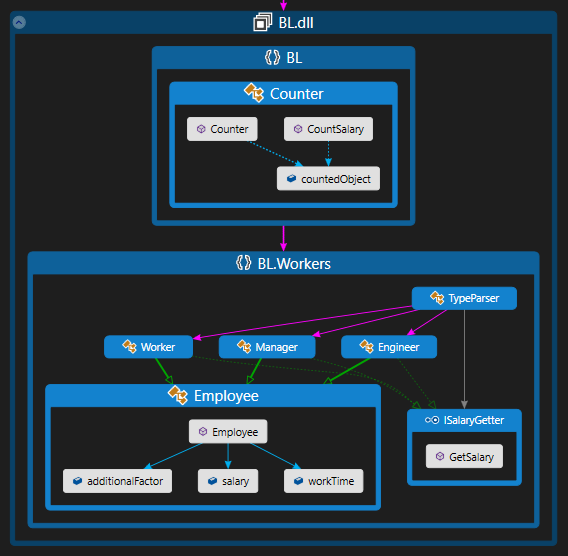 BL.dll
BL
Counter
Counter CountSalary
countedObject
BL.Workers
TypeParser
Worker Manager Engineer
Employee ISalaryGetter
Employee
GetSalary
additionalFactor salary workTime